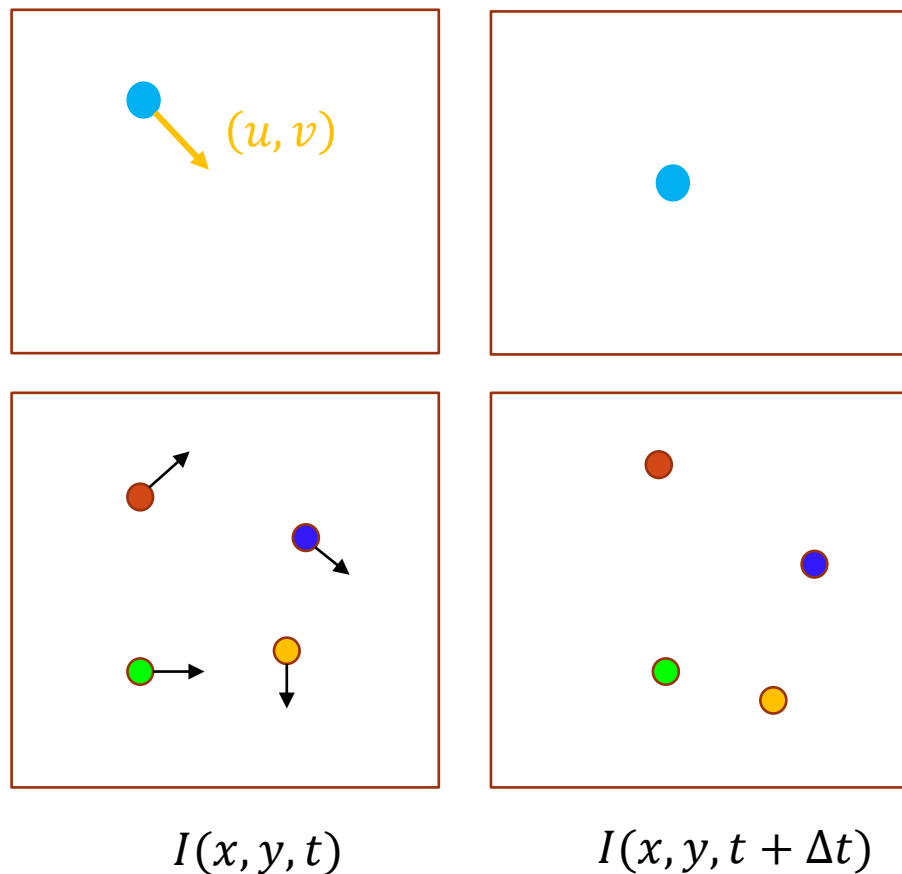 (u, v)
I(x, y, t)
I(x, y, t + Δt)